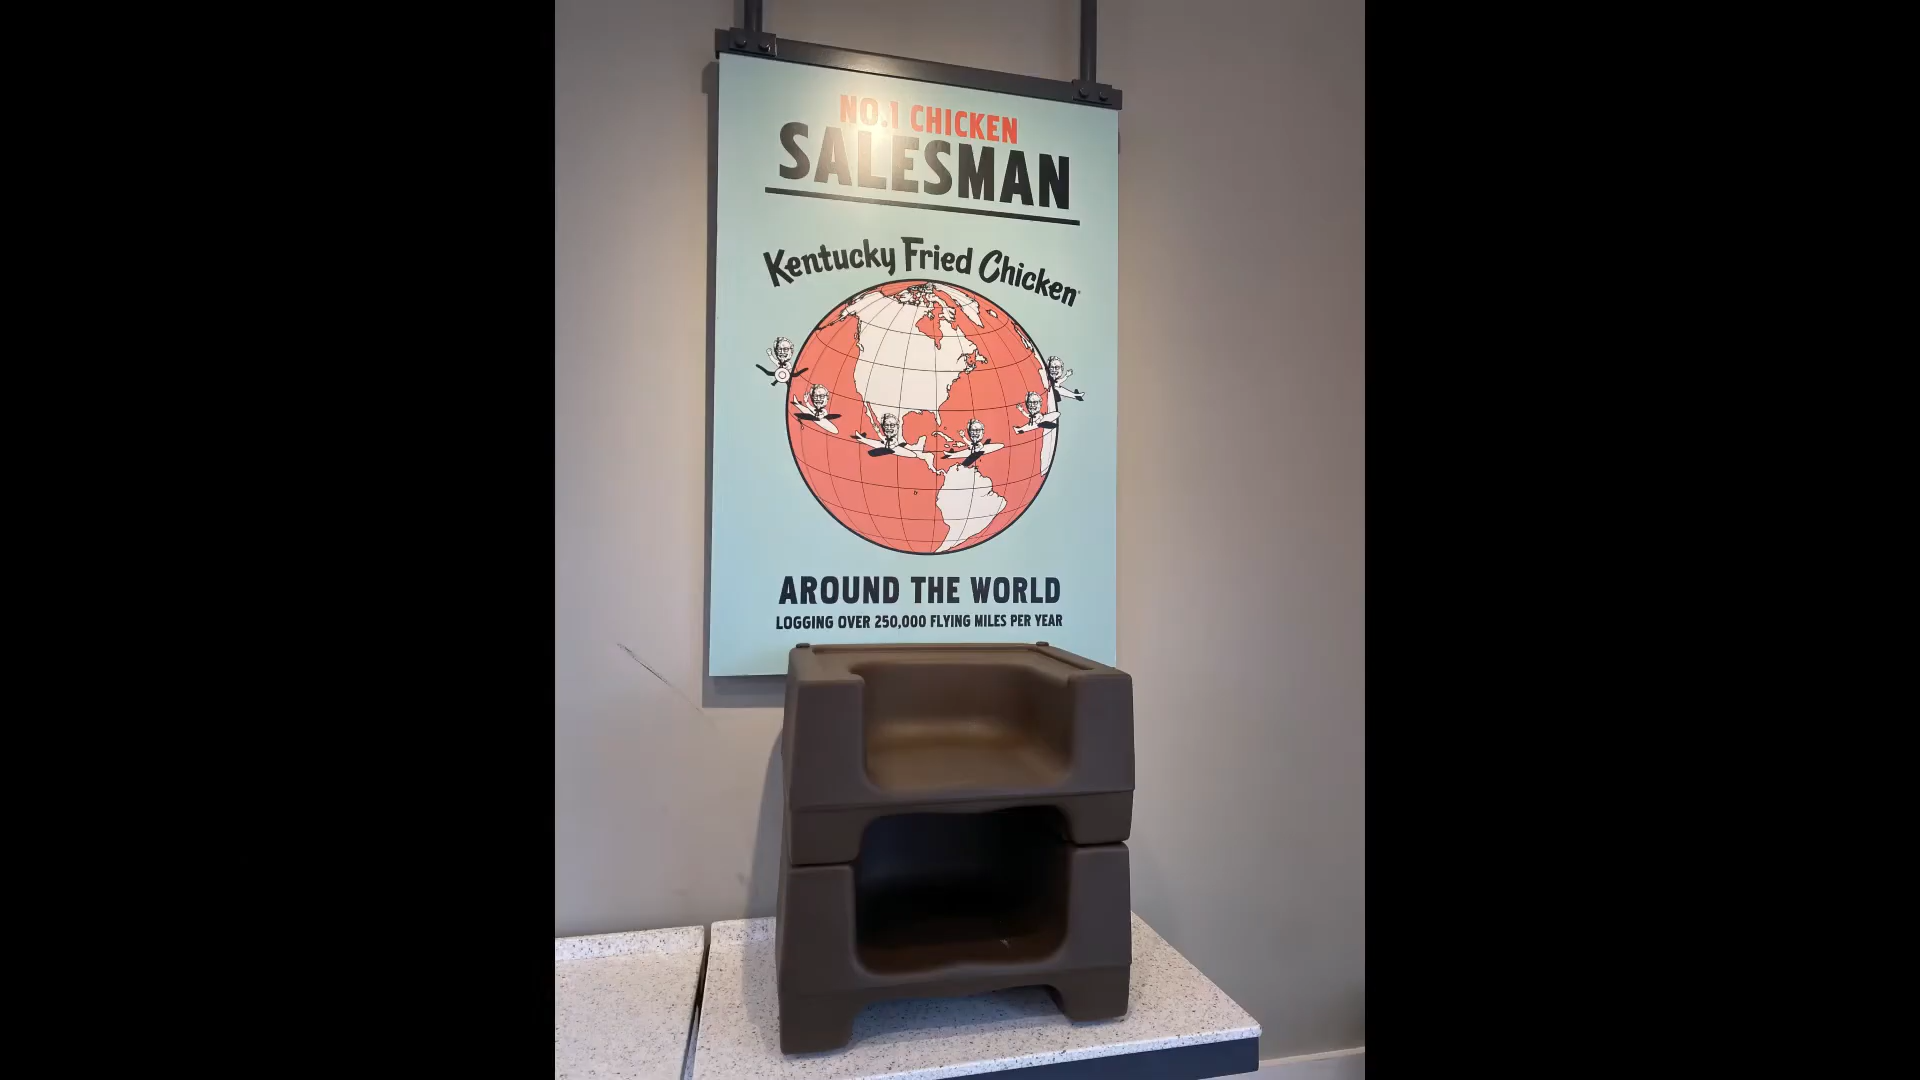 NO.1 CHICKEN
SALESMAN
Kentucky Fried Chicken
AROUND THE WORLD
LOGGING OVER 250,000 FLYING MILES PER YEAR